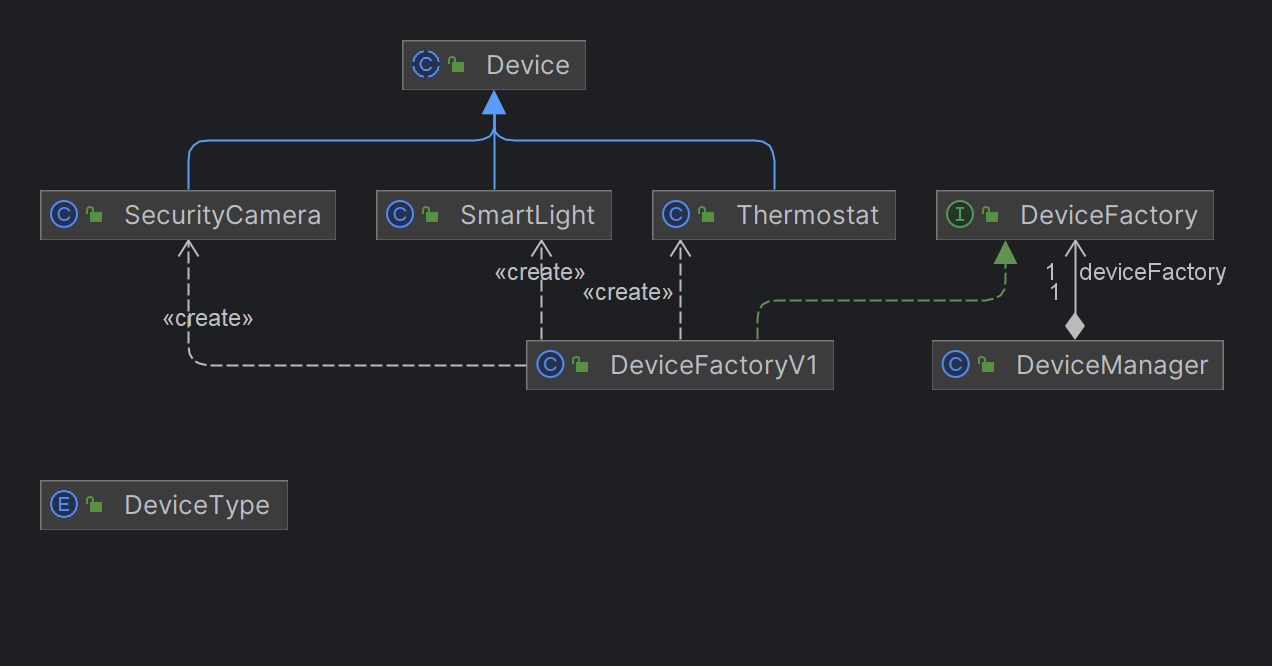 C Device
C SecurityCamera
C SmartLight
C Thermostat
I DeviceFactory
«create»
«create»
«create»
1 deviceFactory
1
C DeviceFactoryV1
C DeviceManager
E DeviceType